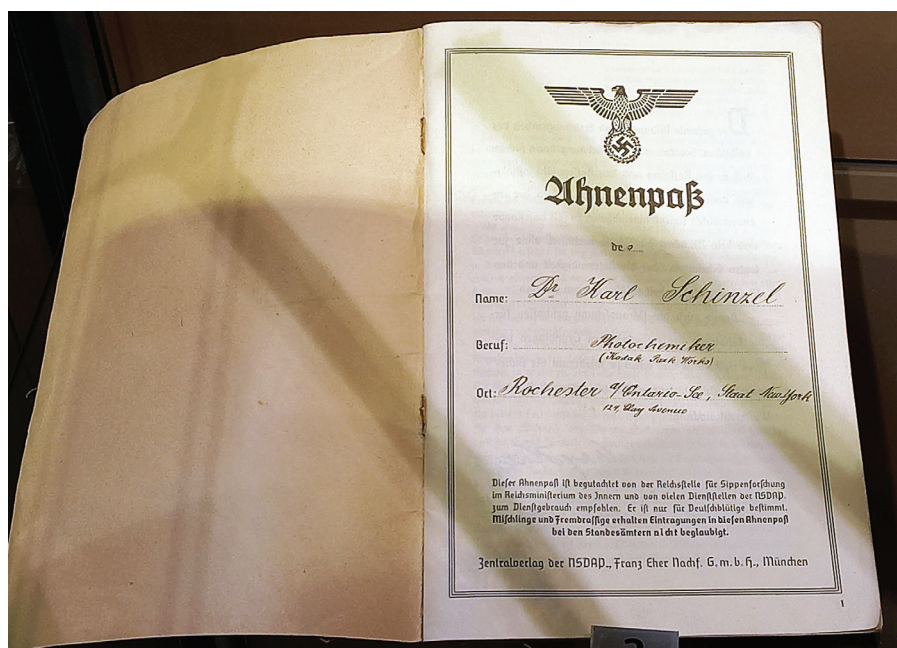 Ahnenpaß
des
Name: Dr Karl Schinzel
Beruf: Photochemiker
(Kodak Park Works)
Ort: Rochester a/Ontario-See, Staat New York
129, Clay Avenue
Dieser Ahnenpaß ist begutachtet von der Reichsstelle für Sippenforschung
im Reichsministerium des Innern und von vielen Dienststellen der NSDAP.
zum Dienstgebrauch empfohlen. Er ist nur für Deutschblütige bestimmt.
Mischlinge und Fremdrassige erhalten Eintragungen in diesen Ahnenpaß
bei den Standesämtern nicht beglaubigt.
Zentralverlag der NSDAP., Franz Eher Nachf. G.m.b.H., München
1